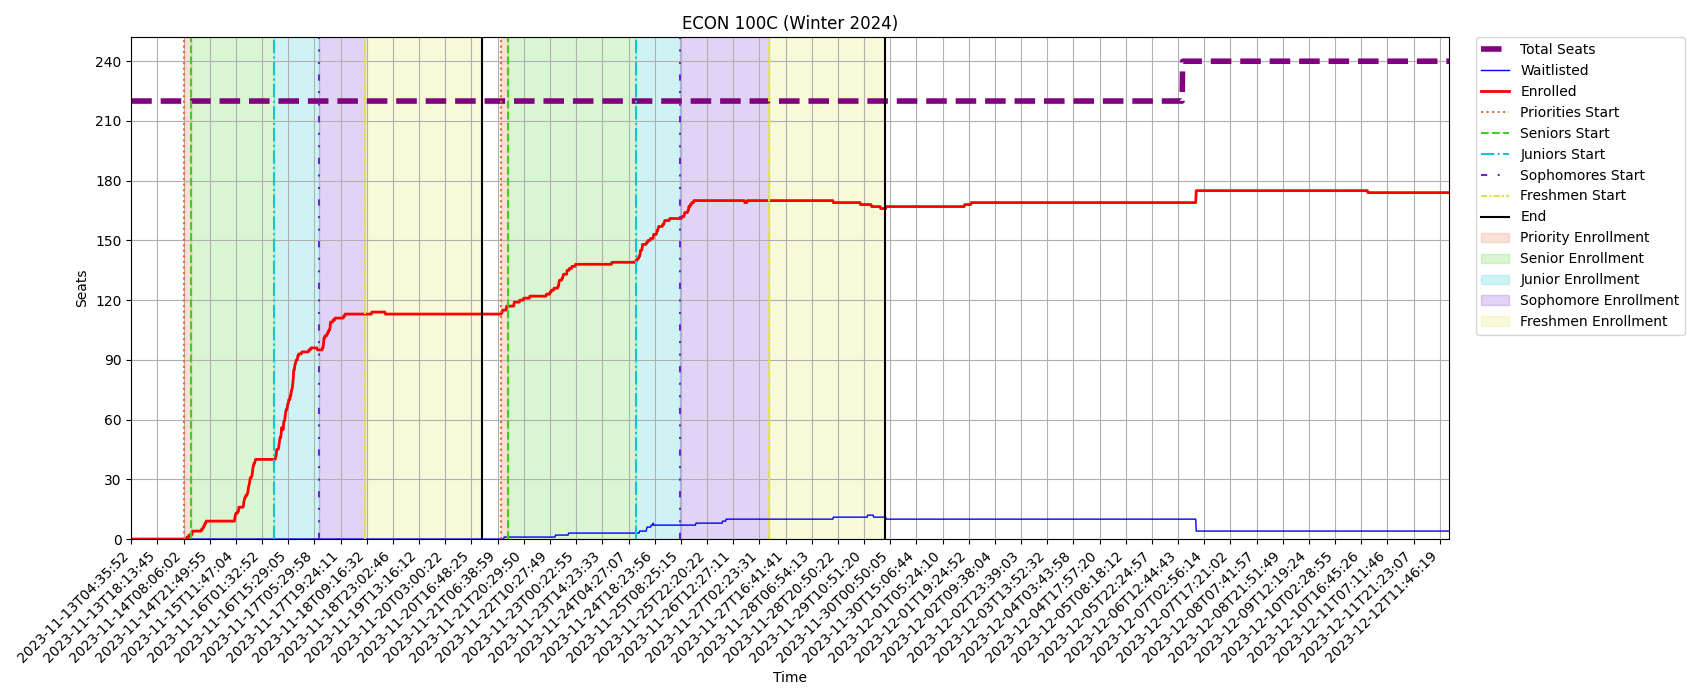 ECON 100C (Winter 2024)
Seats
240
210
180
150
120
90
60
30
0
2023-11-13T04:35:52
2023-11-13T18:13:45
2023-11-14T08:06:02
2023-11-14T21:49:55
2023-11-15T11:47:04
2023-11-16T01:32:52
2023-11-16T15:29:05
2023-11-17T05:29:58
2023-11-17T19:24:11
2023-11-18T09:16:32
2023-11-18T23:02:46
2023-11-19T13:16:12
2023-11-20T03:00:22
2023-11-20T16:48:25
2023-11-21T06:38:59
2023-11-21T20:29:50
2023-11-22T10:27:49
2023-11-23T00:22:55
2023-11-23T14:23:33
2023-11-24T04:27:07
2023-11-24T18:23:56
2023-11-25T08:25:15
2023-11-25T22:20:22
2023-11-26T12:27:11
2023-11-27T02:23:31
2023-11-27T16:41:41
2023-11-28T06:54:13
2023-11-28T20:50:22
2023-11-29T10:51:20
2023-11-30T00:50:05
2023-11-30T15:06:44
2023-12-01T05:24:10
2023-12-01T19:24:52
2023-12-02T09:38:04
2023-12-02T23:39:03
2023-12-03T13:52:32
2023-12-04T03:43:58
2023-12-04T17:57:20
2023-12-05T08:18:12
2023-12-05T22:24:57
2023-12-06T12:44:43
2023-12-07T02:56:14
2023-12-07T17:21:02
2023-12-08T07:41:57
2023-12-08T21:51:49
2023-12-09T12:19:24
2023-12-10T02:28:55
2023-12-10T16:45:26
2023-12-11T07:11:46
2023-12-11T21:23:07
2023-12-12T11:46:19
Time
Total Seats
Waitlisted
Enrolled
Priorities Start
Seniors Start
Juniors Start
Sophomores Start
Freshmen Start
End
Priority Enrollment
Senior Enrollment
Junior Enrollment
Sophomore Enrollment
Freshmen Enrollment